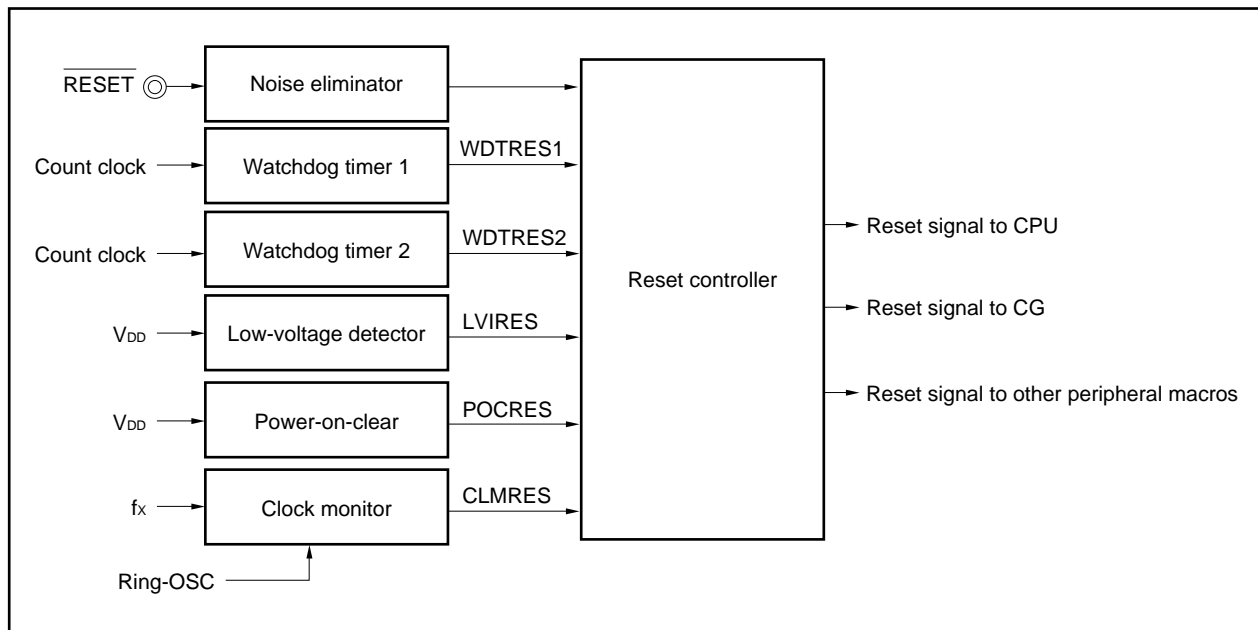 RESET
Noise eliminator
Count clock
Watchdog timer 1
WDTRES1
Count clock
Watchdog timer 2
WDTRES2
VDD
Low-voltage detector
LVIRES
VDD
Power-on-clear
POCRES
fX
Clock monitor
CLMRES
Ring-OSC
Reset controller
Reset signal to CPU
Reset signal to CG
Reset signal to other peripheral macros